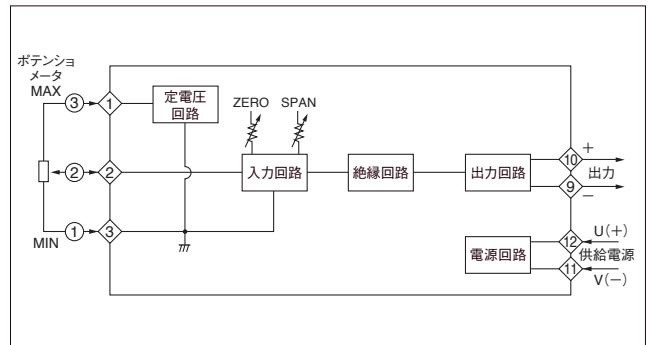 ポテンショ
メータ
MAX
③
1
定電圧
回路
ZERO
SPAN
②
2
入力回路
絶縁回路
出力回路
10
+
出力
9
−
MIN
①
3
電源回路
12
U(+)
供給電源
11
V(−)